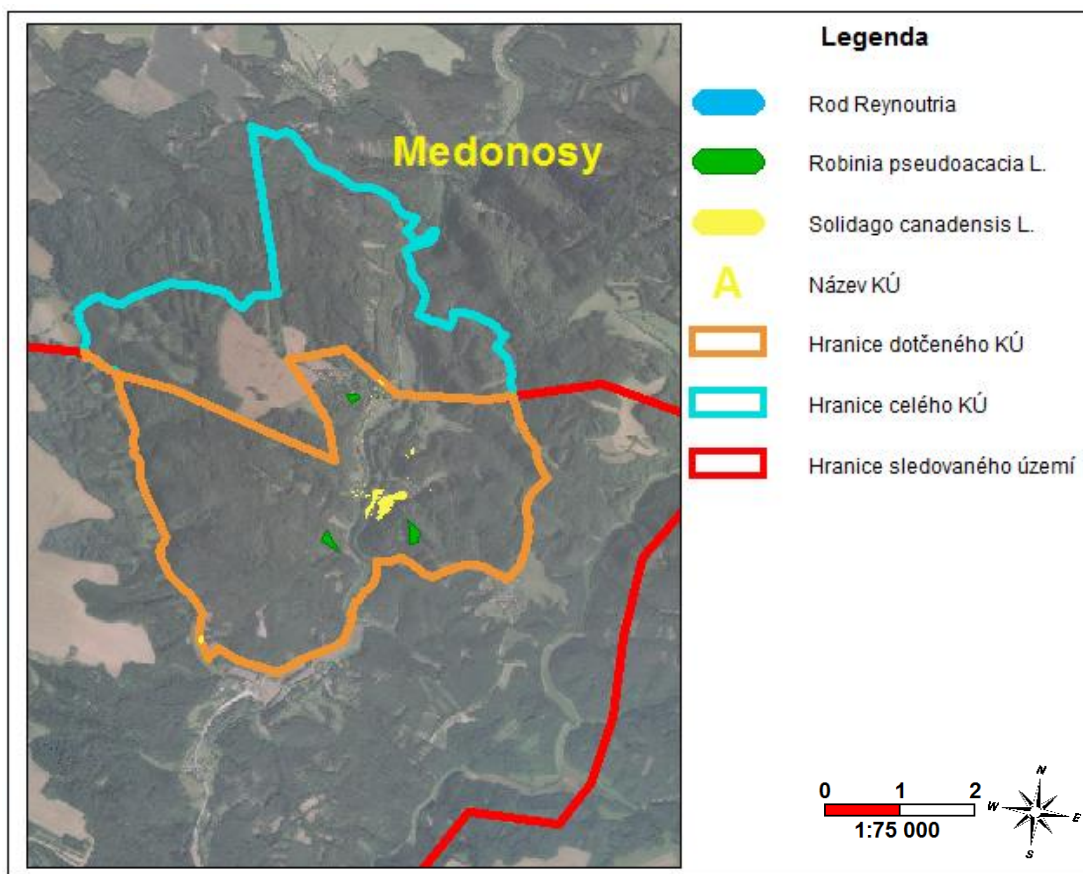 Legenda
Medonosy
Rod Reynoutria
Robinia pseudoacacia L.
Solidago canadensis L.
A Název KÚ
Hranice dotčeného KÚ
Hranice celého KÚ
Hranice sledovaného území
0 1 2
1:75 000
N
W E
S